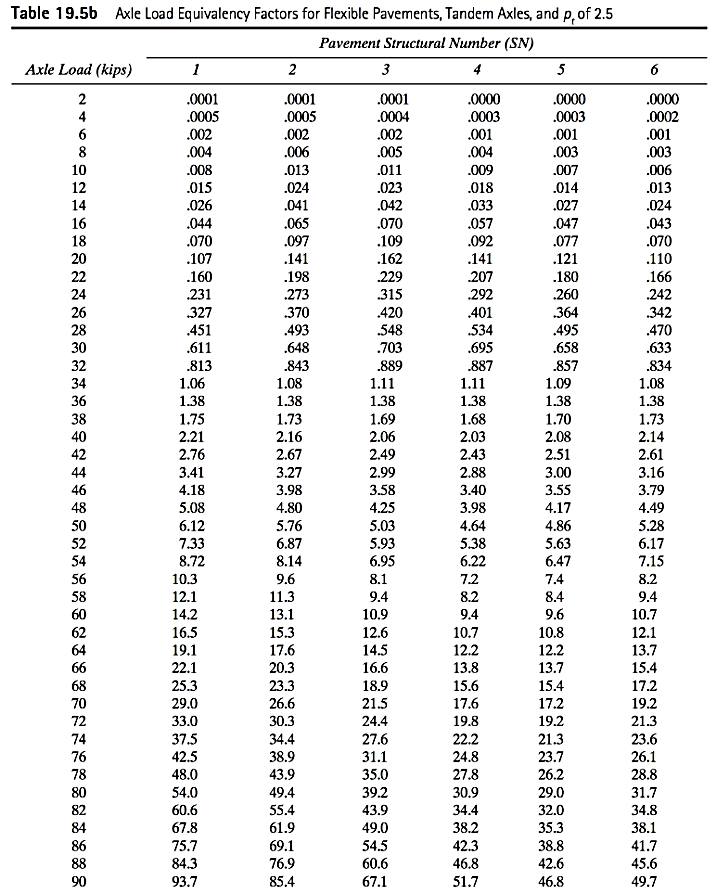 Table 19.5b Axle Load Equivalency Factors for Flexible Pavements, Tandem Axles, and pt of 2.5
Pavement Structural Number (SN)
Axle Load (kips) 1 2 3 4 5 6
2 .0001 .0001 .0001 .0000 .0000 .0000
4 .0005 .0005 .0004 .0003 .0003 .0002
6 .002 .002 .002 .001 .001 .001
8 .004 .006 .005 .004 .003 .003
10 .008 .013 .011 .009 .007 .006
12 .015 .024 .023 .018 .014 .013
14 .026 .041 .042 .033 .027 .024
16 .044 .065 .070 .057 .047 .043
18 .070 .097 .109 .092 .077 .070
20 .107 .141 .162 .141 .121 .110
22 .160 .198 .229 .207 .180 .166
24 .231 .273 .315 .292 .260 .242
26 .327 .370 .420 .401 .364 .342
28 .451 .493 .548 .534 .495 .470
30 .611 .648 .703 .695 .658 .633
32 .813 .843 .889 .887 .857 .834
34 1.06 1.08 1.11 1.11 1.09 1.08
36 1.38 1.38 1.38 1.38 1.38 1.38
38 1.75 1.73 1.69 1.68 1.70 1.73
40 2.21 2.16 2.06 2.03 2.08 2.14
42 2.76 2.67 2.49 2.43 2.51 2.61
44 3.41 3.27 2.99 2.88 3.00 3.16
46 4.18 3.98 3.58 3.40 3.55 3.79
48 5.08 4.80 4.25 3.98 4.17 4.49
50 6.12 5.76 5.03 4.64 4.86 5.28
52 7.33 6.87 5.93 5.38 5.63 6.17
54 8.72 8.14 6.95 6.22 6.47 7.15
56 10.3 9.6 8.1 7.2 7.4 8.2
58 12.1 11.3 9.4 8.2 8.4 9.4
60 14.2 13.1 10.9 9.4 9.6 10.7
62 16.5 15.3 12.6 10.7 10.8 12.1
64 19.1 17.6 14.5 12.2 12.2 13.7
66 22.1 20.3 16.6 13.8 13.7 15.4
68 25.3 23.3 18.9 15.6 15.4 17.2
70 29.0 26.6 21.5 17.6 17.2 19.2
72 33.0 30.3 24.4 19.8 19.2 21.3
74 37.5 34.4 27.6 22.2 21.3 23.6
76 42.5 38.9 31.1 24.8 23.7 26.1
78 48.0 43.9 35.0 27.8 26.2 28.8
80 54.0 49.4 39.2 30.9 29.0 31.7
82 60.6 55.4 43.9 34.4 32.0 34.8
84 67.8 61.9 49.0 38.2 35.3 38.1
86 75.7 69.1 54.5 42.3 38.8 41.7
88 84.3 76.9 60.6 46.8 42.6 45.6
90 93.7 85.4 67.1 51.7 46.8 49.7